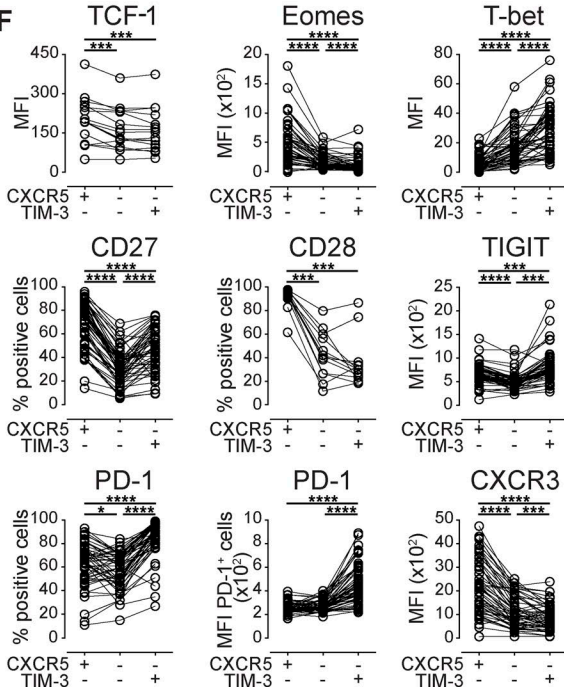 F
TCF-1 Eomes T-bet
*** **** ****
*** **** **** **** ****
MFI
450
300
150
0
MFI (x10²)
20
15
10
5
0
MFI (x10²)
80
60
40
20
0
CXCR5 + - - CXCR5 + - - CXCR5 + - -
TIM-3 - - + TIM-3 - - + TIM-3 - - +
CD27 CD28 TIGIT
**** *** ***
**** **** *** **** ***
% positive cells
100
80
60
40
20
0
% positive cells
100
80
60
40
20
0
MFI (x10²)
25
20
15
10
5
0
CXCR5 + - - CXCR5 + - - CXCR5 + - -
TIM-3 - - + TIM-3 - - + TIM-3 - - +
PD-1 PD-1 CXCR3
**** **** ****
* **** **** **** ***
% positive cells
100
80
60
40
20
0
MFI PD-1⁺ cells
(x10²)
10
8
6
4
2
0
MFI (x10²)
50
40
30
20
10
0
CXCR5 + - - CXCR5 + - - CXCR5 + - -
TIM-3 - - + TIM-3 - - + TIM-3 - - +